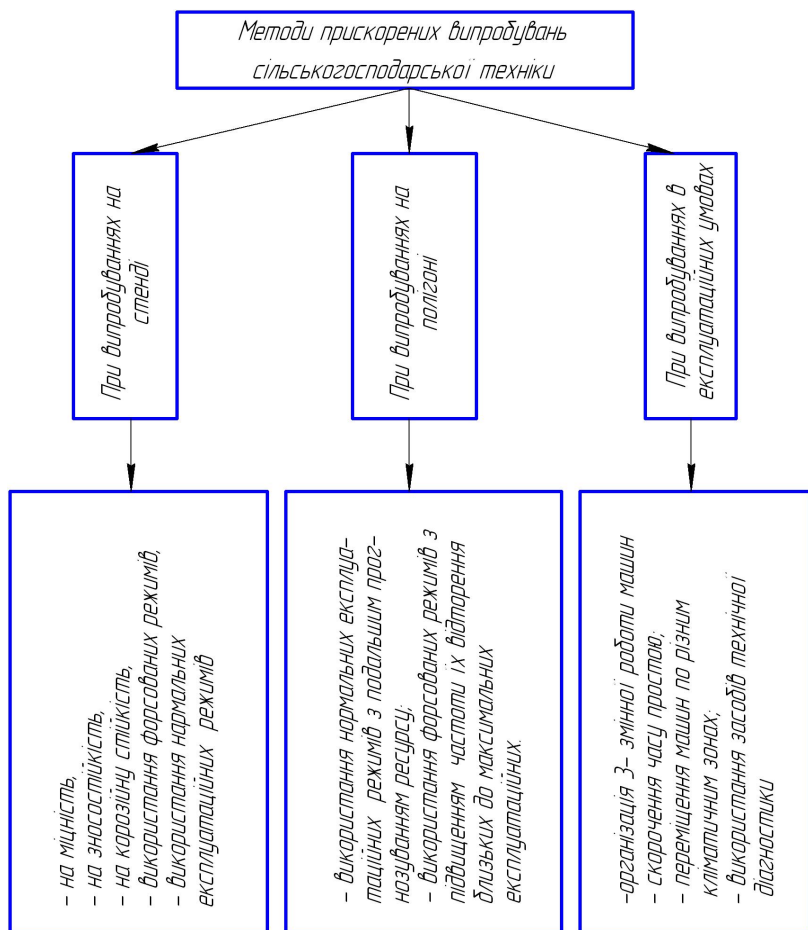 Методи прискорених випробувань
сільськогосподарської техніки
При випробуваннях на
стенді
При випробуваннях на
полігоні
При випробуваннях в
експлуатаційних умовах
- на міцність,
- на зносостійкість,
- на корозійну стійкість,
- використання форсованих режимів,
- використання нармальних
експлуатаційних режимів
- використання нормальних експлуа-
таційних режимів з подальшим прог-
нозуванням ресурсу;
- використання форсованих режимів з
підвищенням частоти їх відторення
близьких до максимальних
експлуатаційних.
-організація 3- змінної роботи машин
- скорочення часу простою;
- переміщення машин по різним
кліматичним зонах;
- використання засобів технічної
діагностики